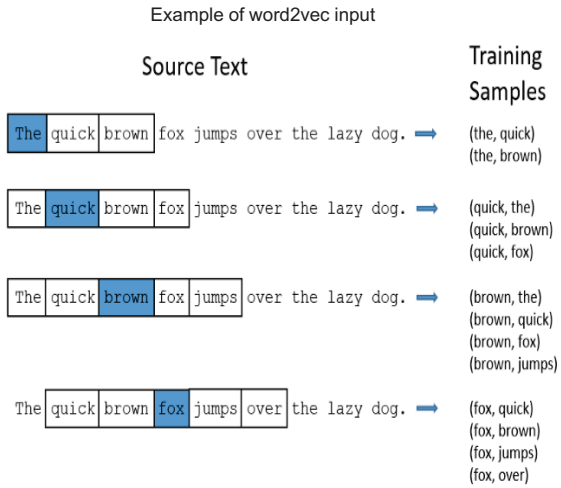 Example of word2vec input
Source Text
Training
Samples
The quick brown fox jumps over the lazy dog.
(the, quick)
(the, brown)
The quick brown fox jumps over the lazy dog.
(quick, the)
(quick, brown)
(quick, fox)
The quick brown fox jumps over the lazy dog.
(brown, the)
(brown, quick)
(brown, fox)
(brown, jumps)
The quick brown fox jumps over the lazy dog.
(fox, quick)
(fox, brown)
(fox, jumps)
(fox, over)